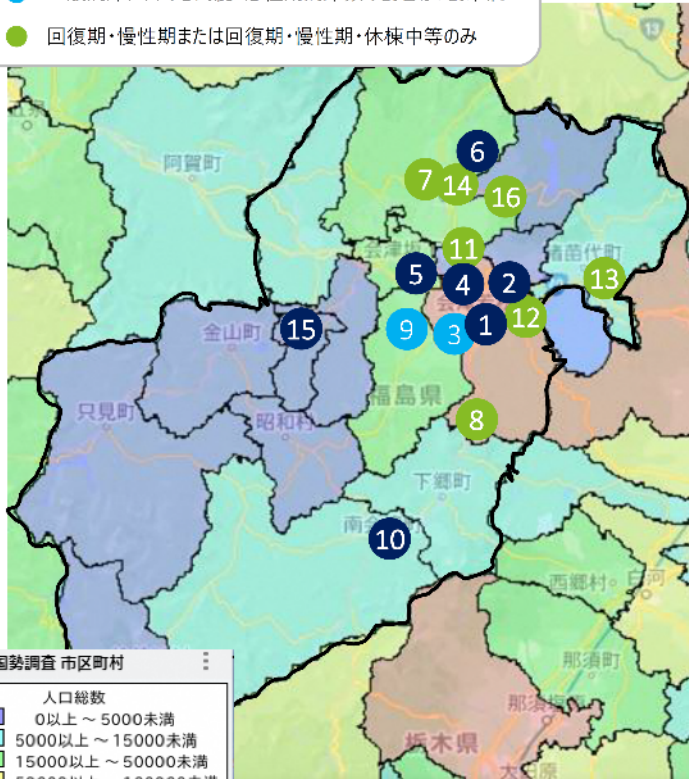 回復期・慢性期または回復期・慢性期・休棟中等のみ
13
阿賀町
6
7
14
16
11
会津坂
猪苗代町
5
4
2
13
金山町
15
9
3
1
12
福島県
只見町
昭和村
8
下郷町
10
西郷村
白河
那須町
栃木県
国勢調査 市区町村
人口総数
0以上 ~ 5000未満
5000以上 ~ 15000未満
15000以上 ~ 50000未満